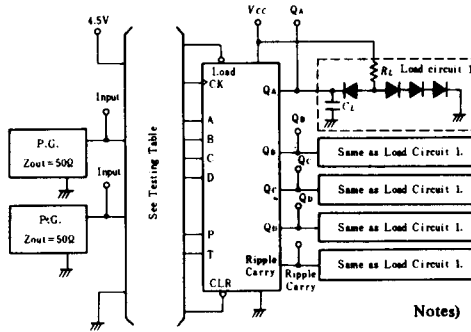 4.5V
Input
P.G.
Zout = 50Ω
Input
PtG.
Zout = 50Ω
See Testing Table
Load
CK
A
B
C
D
P
T
CLR
QA
QB
QC
QD
Ripple
Carry
VCC
QA
RL
Load circuit 1.
CL
QB
Same as Load Circuit 1.
QC
Same as Load Circuit 1.
QD
Same as Load Circuit 1.
Ripple
Carry
Same as Load Circuit 1.
Notes)